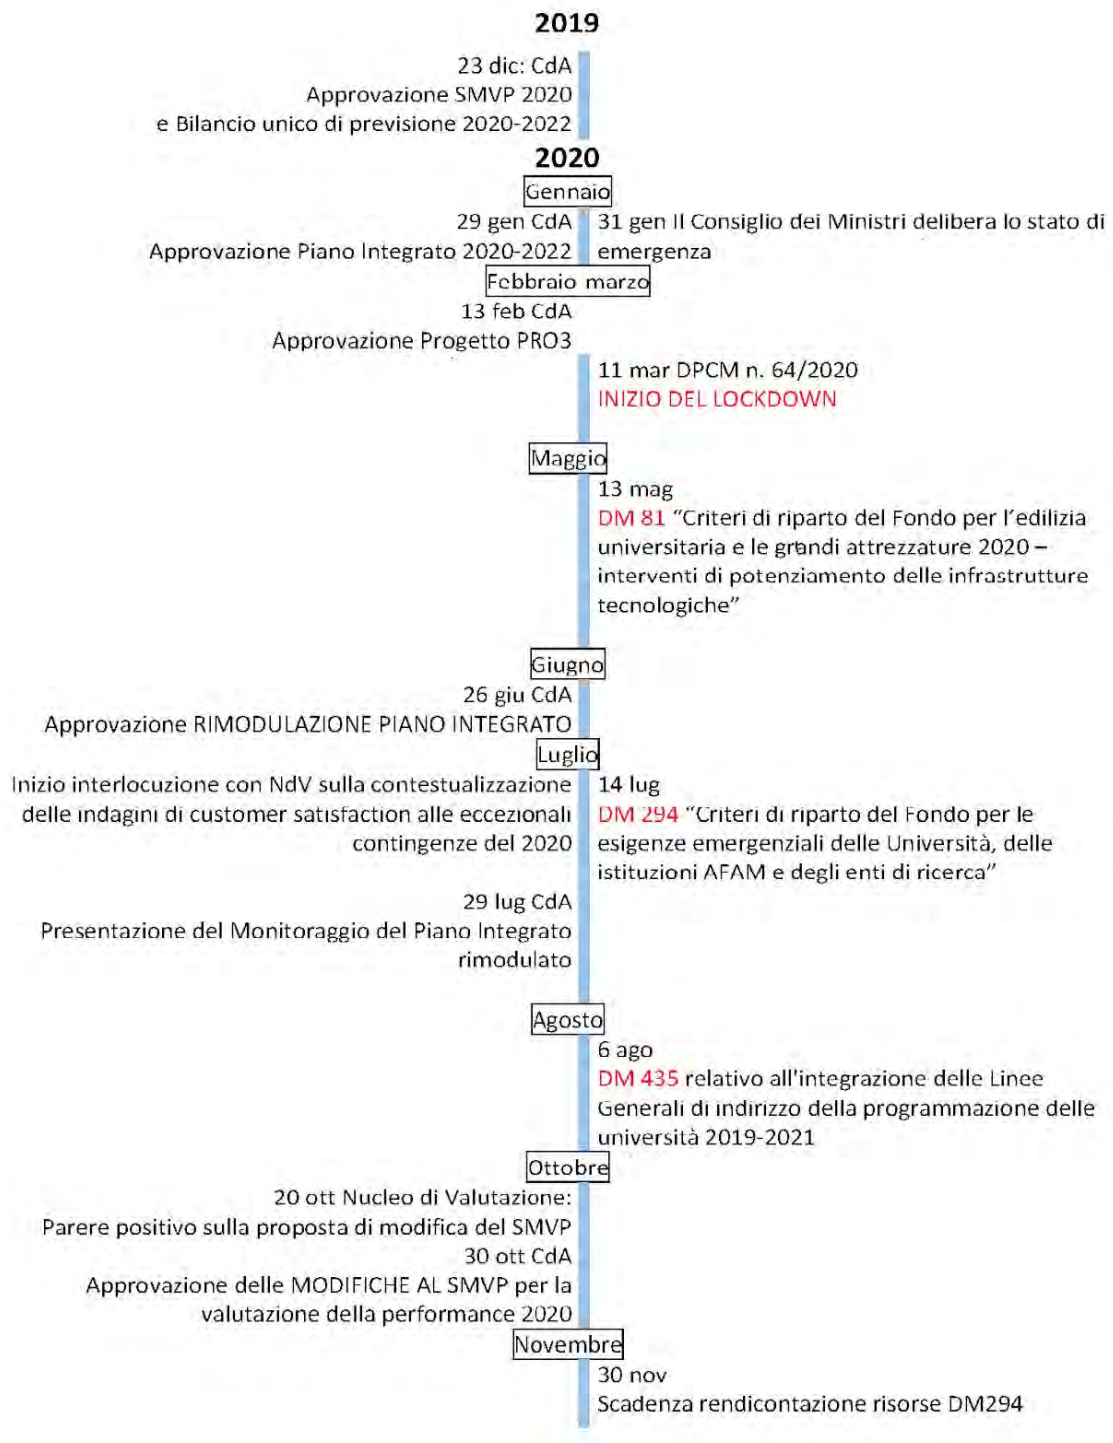 2019
23 dic: CdA
Approvazione SMVP 2020
e Bilancio unico di previsione 2020-2022
2020
Gennaio
29 gen CdA
Approvazione Piano Integrato 2020-2022
31 gen Il Consiglio dei Ministri delibera lo stato di
emergenza
Febbraio marzo
13 feb CdA
Approvazione Progetto PRO3
11 mar DPCM n. 64/2020
INIZIO DEL LOCKDOWN
Maggio
13 mag
DM 81 “Criteri di riparto del Fondo per l’edilizia
universitaria e le grandi attrezzature 2020 –
interventi di potenziamento delle infrastrutture
tecnologiche”
Giugno
26 giu CdA
Approvazione RIMODULAZIONE PIANO INTEGRATO
Luglio
Inizio interlocuzione con NdV sulla contestualizzazione
delle indagini di customer satisfaction alle eccezionali
contingenze del 2020
14 lug
DM 294 “Criteri di riparto del Fondo per le
esigenze emergenziali delle Università, delle
istituzioni AFAM e degli enti di ricerca”
29 lug CdA
Presentazione del Monitoraggio del Piano Integrato
rimodulato
Agosto
6 ago
DM 435 relativo all'integrazione delle Linee
Generali di indirizzo della programmazione delle
università 2019-2021
Ottobre
20 ott Nucleo di Valutazione:
Parere positivo sulla proposta di modifica del SMVP
30 ott CdA
Approvazione delle MODIFICHE AL SMVP per la
valutazione della performance 2020
Novembre
30 nov
Scadenza rendicontazione risorse DM294